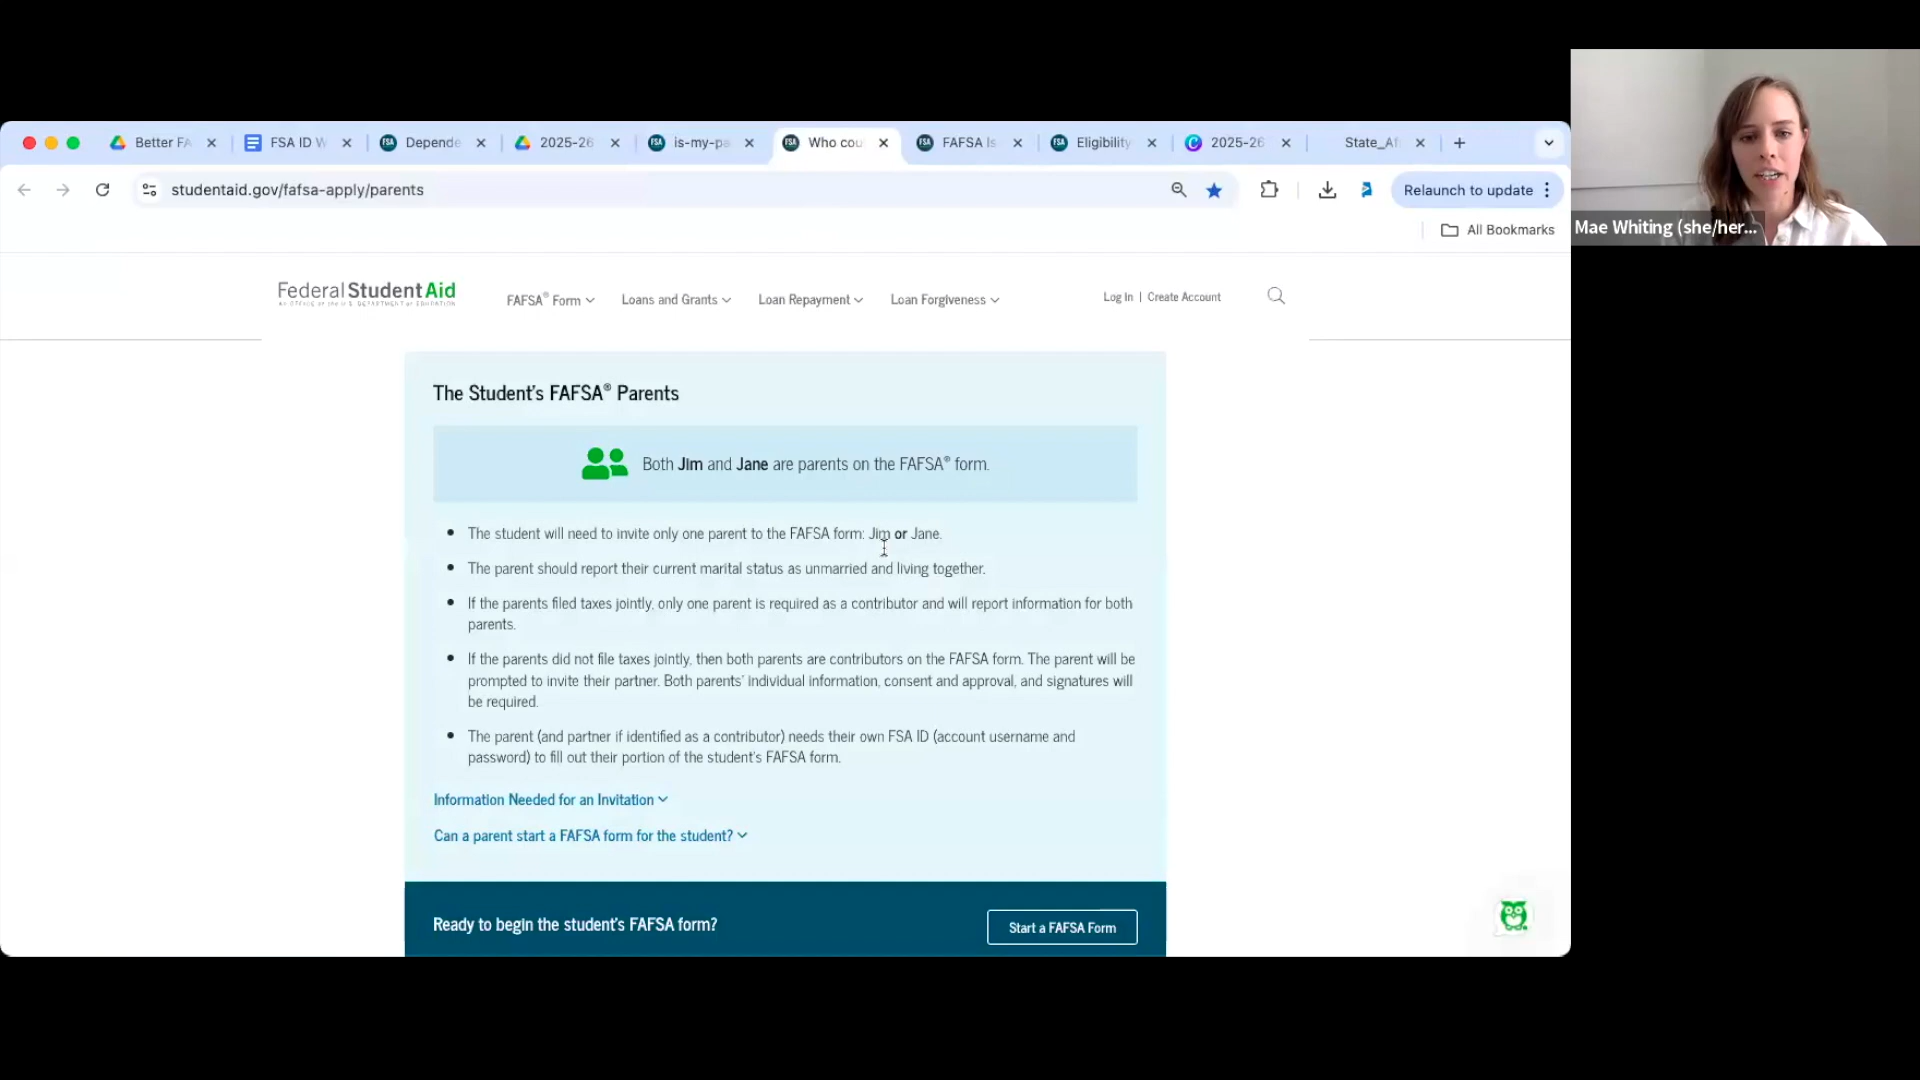 Better FA
FSA ID W
Depende
2025-26
is-my-pa
Who cou
FAFSA Is
Eligibility
2025-26
State_Af
studentaid.gov/fafsa-apply/parents
Relaunch to update
All Bookmarks
Mae Whiting (she/her...
Federal Student Aid
An OFFICE of the U.S. DEPARTMENT of EDUCATION
FAFSA® Form
Loans and Grants
Loan Repayment
Loan Forgiveness
Log In | Create Account
The Student's FAFSA® Parents
Both Jim and Jane are parents on the FAFSA® form.
• The student will need to invite only one parent to the FAFSA form: Jim or Jane.
• The parent should report their current marital status as unmarried and living together.
• If the parents filed taxes jointly, only one parent is required as a contributor and will report information for both
parents.
• If the parents did not file taxes jointly, then both parents are contributors on the FAFSA form. The parent will be
prompted to invite their partner. Both parents' individual information, consent and approval, and signatures will
be required.
• The parent (and partner if identified as a contributor) needs their own FSA ID (account username and
password) to fill out their portion of the student's FAFSA form.
Information Needed for an Invitation
Can a parent start a FAFSA form for the student?
Ready to begin the student's FAFSA form?
Start a FAFSA Form